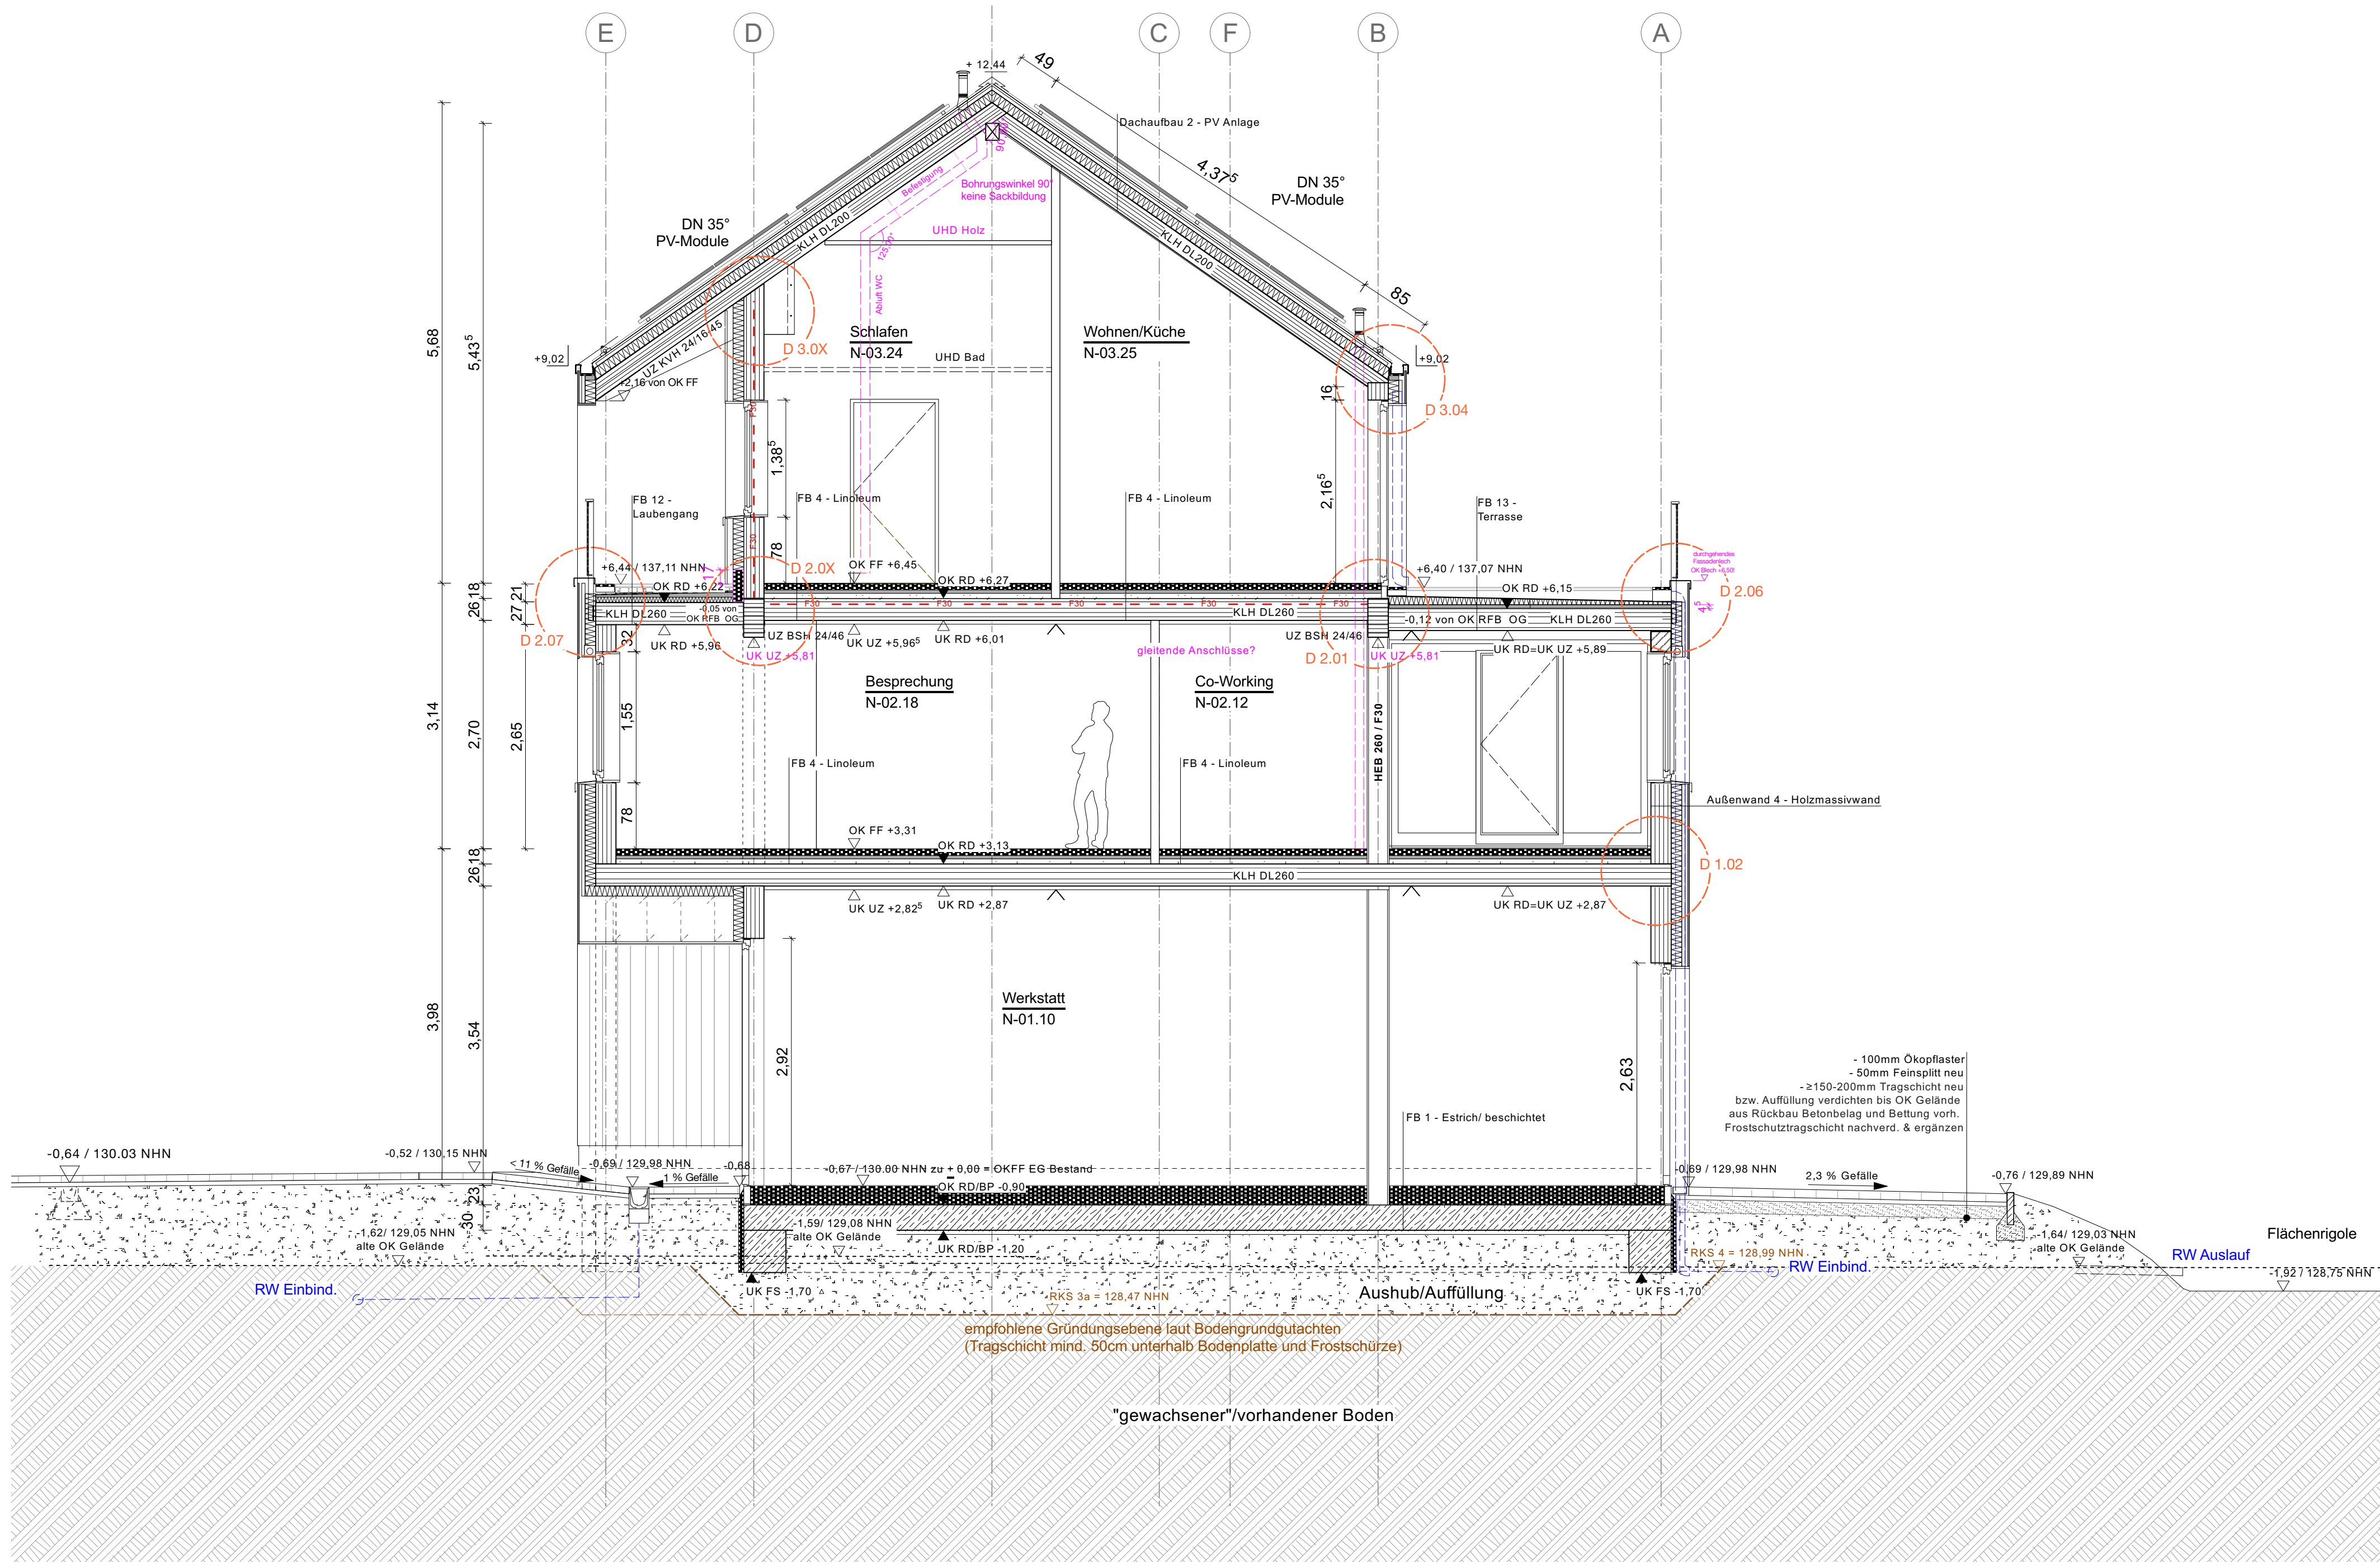 E
D
C
F
B
A
+ 12,44
49
Dachaufbau 2 - PV Anlage
4,37⁵
DN 35°
PV-Module
DN 35°
PV-Module
Befestigung
Bohrungswinkel 90°
keine Sackbildung
UHD Holz
125,00°
KLH DL200
KLH DL200
Abluft WC
85
5,68
5,43⁵
+9,02
+9,02
D 3.0X
Schlafen
N-03.24
Wohnen/Küche
N-03.25
UHD Bad
UZ KVH 24/16/45
+2,16 von OK FF
16
D 3.04
F30
1,38⁵
2,16⁵
FB 12 -
Laubengang
FB 4 - Linoleum
FB 4 - Linoleum
FB 13 -
Terrasse
F30
78
+6,44 / 137,11 NHN
D 2.0X
OK FF +6,45
OK RD +6,27
+6,40 / 137,07 NHN
durchgehendes
Fassadenlech
OK Blech +6,50!
OK RD +6,22
OK RD +6,15
D 2.06
21
18
27
26
17
4⁵
F30
F30
F30
F30
F30
KLH DL260
-0,05 von
OK RFB OG
KLH DL260
-0,12 von OK RFB OG
KLH DL260
D 2.07
32
UK RD +5,96
UZ BSH 24/46
UK UZ +5,81
UK UZ +5,96⁵
UK RD +6,01
gleitende Anschlüsse?
UZ BSH 24/46
D 2.01
UK UZ +5,81
UK RD=UK UZ +5,89
Besprechung
N-02.18
Co-Working
N-02.12
3,14
2,70
2,65
1,55
HEB 260 / F30
FB 4 - Linoleum
FB 4 - Linoleum
78
Außenwand 4 - Holzmassivwand
OK FF +3,31
OK RD +3,13
18
26
KLH DL260
D 1.02
UK UZ +2,82⁵
UK RD +2,87
UK RD=UK UZ +2,87
Werkstatt
N-01.10
3,98
3,54
2,92
2,63
- 100mm Ökopflaster
- 50mm Feinsplitt neu
- ≥150-200mm Tragschicht neu
bzw. Auffüllung verdichten bis OK Gelände
aus Rückbau Betonbelag und Bettung vorh.
Frostschutztragschicht nachverd. & ergänzen
FB 1 - Estrich/ beschichtet
-0,64 / 130.03 NHN
-0,52 / 130,15 NHN
< 11 % Gefälle
-0,69 / 129,98 NHN
1 % Gefälle
-0,68
-0,67 / 130.00 NHN zu + 0,00 = OKFF EG Bestand
OK RD/BP -0,90
-0,69 / 129,98 NHN
2,3 % Gefälle
-0,76 / 129,89 NHN
23
30
-1,62/ 129,05 NHN
alte OK Gelände
-1,59/ 129,08 NHN
alte OK Gelände
UK RD/BP -1,20
RKS 4 = 128,99 NHN
-1,64/ 129,03 NHN
alte OK Gelände
Flächenrigole
RW Auslauf
RW Einbind.
RW Einbind.
-1,92 / 128,75 NHN
UK FS -1,70
RKS 3a = 128,47 NHN
Aushub/Auffüllung
UK FS -1,70
empfohlene Gründungsebene laut Bodengrundgutachten
(Tragschicht mind. 50cm unterhalb Bodenplatte und Frostschürze)
"gewachsener"/vorhandener Boden